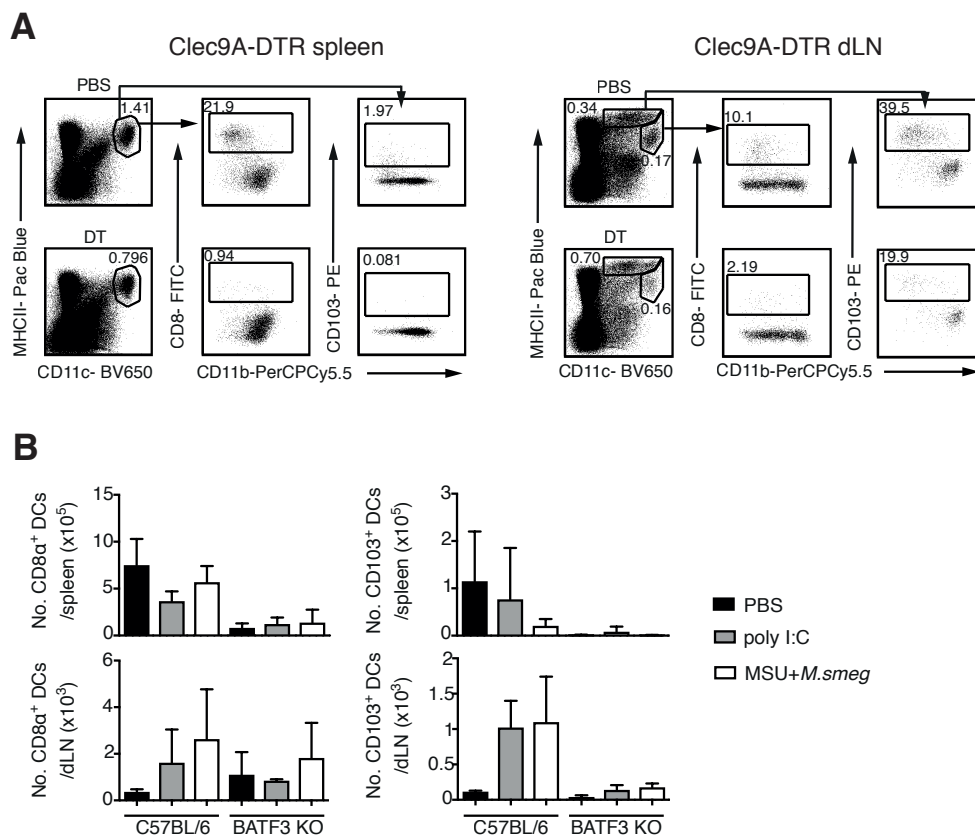 A
Clec9A-DTR spleen
Clec9A-DTR dLN
PBS
1.41
21.9
1.97
DT
0.796
0.94
0.081
MHCII- Pac Blue
CD8- FITC
CD103- PE
CD11c- BV650
CD11b-PerCPCy5.5
PBS
0.34
0.17
10.1
39.5
DT
0.70
0.16
2.19
19.9
MHCII- Pac Blue
CD8- FITC
CD103- PE
CD11c- BV650
CD11b-PerCPCy5.5
B
No. CD8α+ DCs
/spleen (x10⁵)
15
10
5
0
No. CD103+ DCs
/spleen (x10⁵)
3
2
1
0
PBS
poly I:C
MSU+M.smeg
No. CD8α+ DCs
/dLN (x10³)
6
4
2
0
C57BL/6
BATF3 KO
No. CD103+ DCs
/dLN (x10³)
2
1.5
1
0.5
0
C57BL/6
BATF3 KO